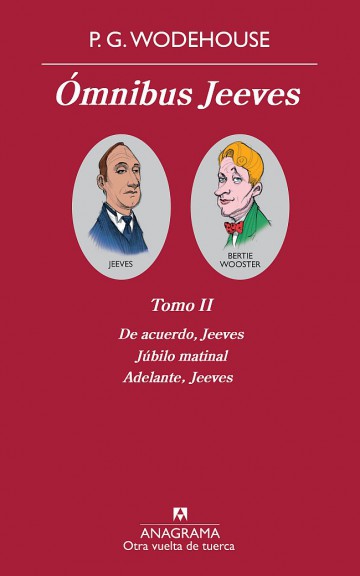 P. G. WODEHOUSE
Ómnibus Jeeves
JEEVES
BERTIE
WOOSTER
Tomo II
De acuerdo, Jeeves
Júbilo matinal
Adelante, Jeeves
ANAGRAMA
Otra vuelta de tuerca